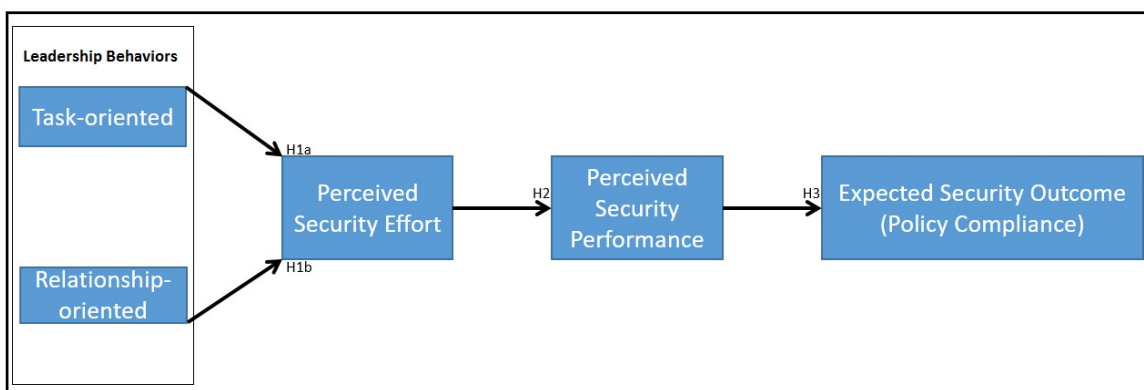 Leadership Behaviors
Task-oriented
Relationship-
oriented
H1a
H1b
Perceived
Security Effort
H2
Perceived
Security
Performance
H3
Expected Security Outcome
(Policy Compliance)